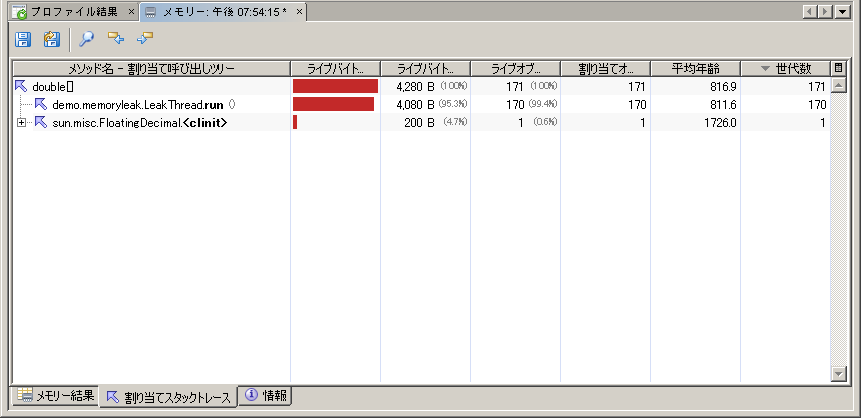 プロファイル結果 × メモリー: 午後 07:54:15 * ×
メソッド名 - 割り当て呼び出しツリー ライブバイト... ライブバイト... ライブオブ... 割り当てオ... 平均年齢 世代数
double[] 4,280 B (100%) 171 (100%) 171 816.9 171
demo.memoryleak.LeakThread.run () 4,080 B (95.3%) 170 (99.4%) 170 811.6 170
sun.misc.FloatingDecimal.<clinit> 200 B (4.7%) 1 (0.6%) 1 1726.0 1
メモリー結果 割り当てスタックトレース 情報